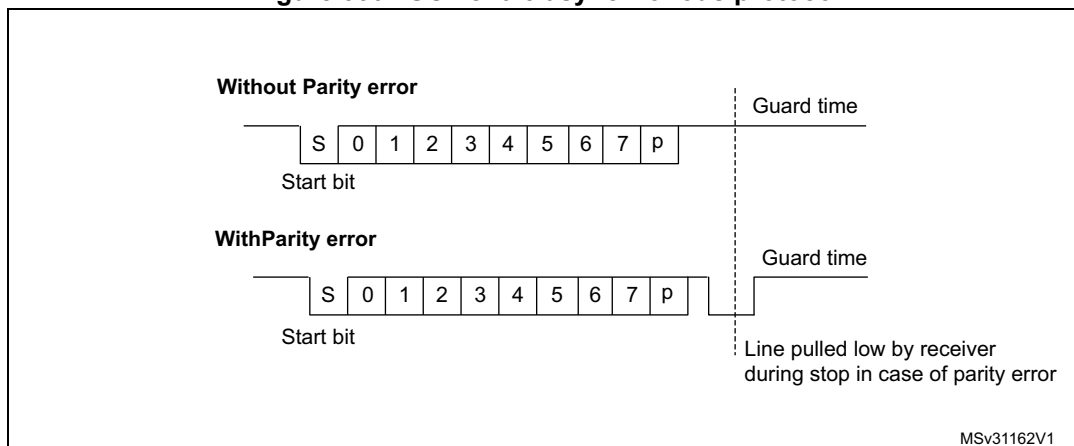 Without Parity error
Guard time
S 0 1 2 3 4 5 6 7 p
Start bit
WithParity error
Guard time
S 0 1 2 3 4 5 6 7 p
Start bit
Line pulled low by receiver
during stop in case of parity error
MSv31162V1